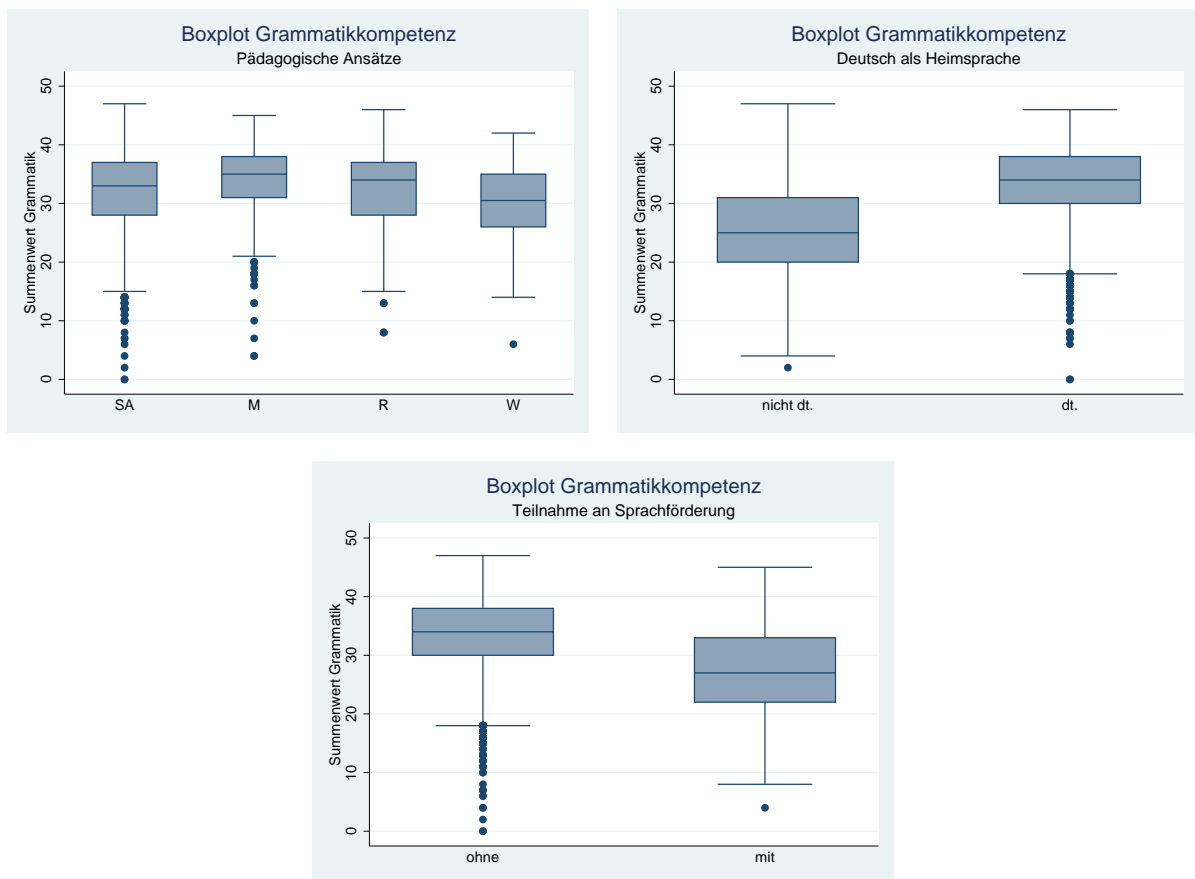 Boxplot Grammatikkompetenz
Pädagogische Ansätze
Summenwert Grammatik
50
40
30
20
10
0
SA M R W
Boxplot Grammatikkompetenz
Deutsch als Heimsprache
Summenwert Grammatik
50
40
30
20
10
0
nicht dt. dt.
Boxplot Grammatikkompetenz
Teilnahme an Sprachförderung
Summenwert Grammatik
50
40
30
20
10
0
ohne mit